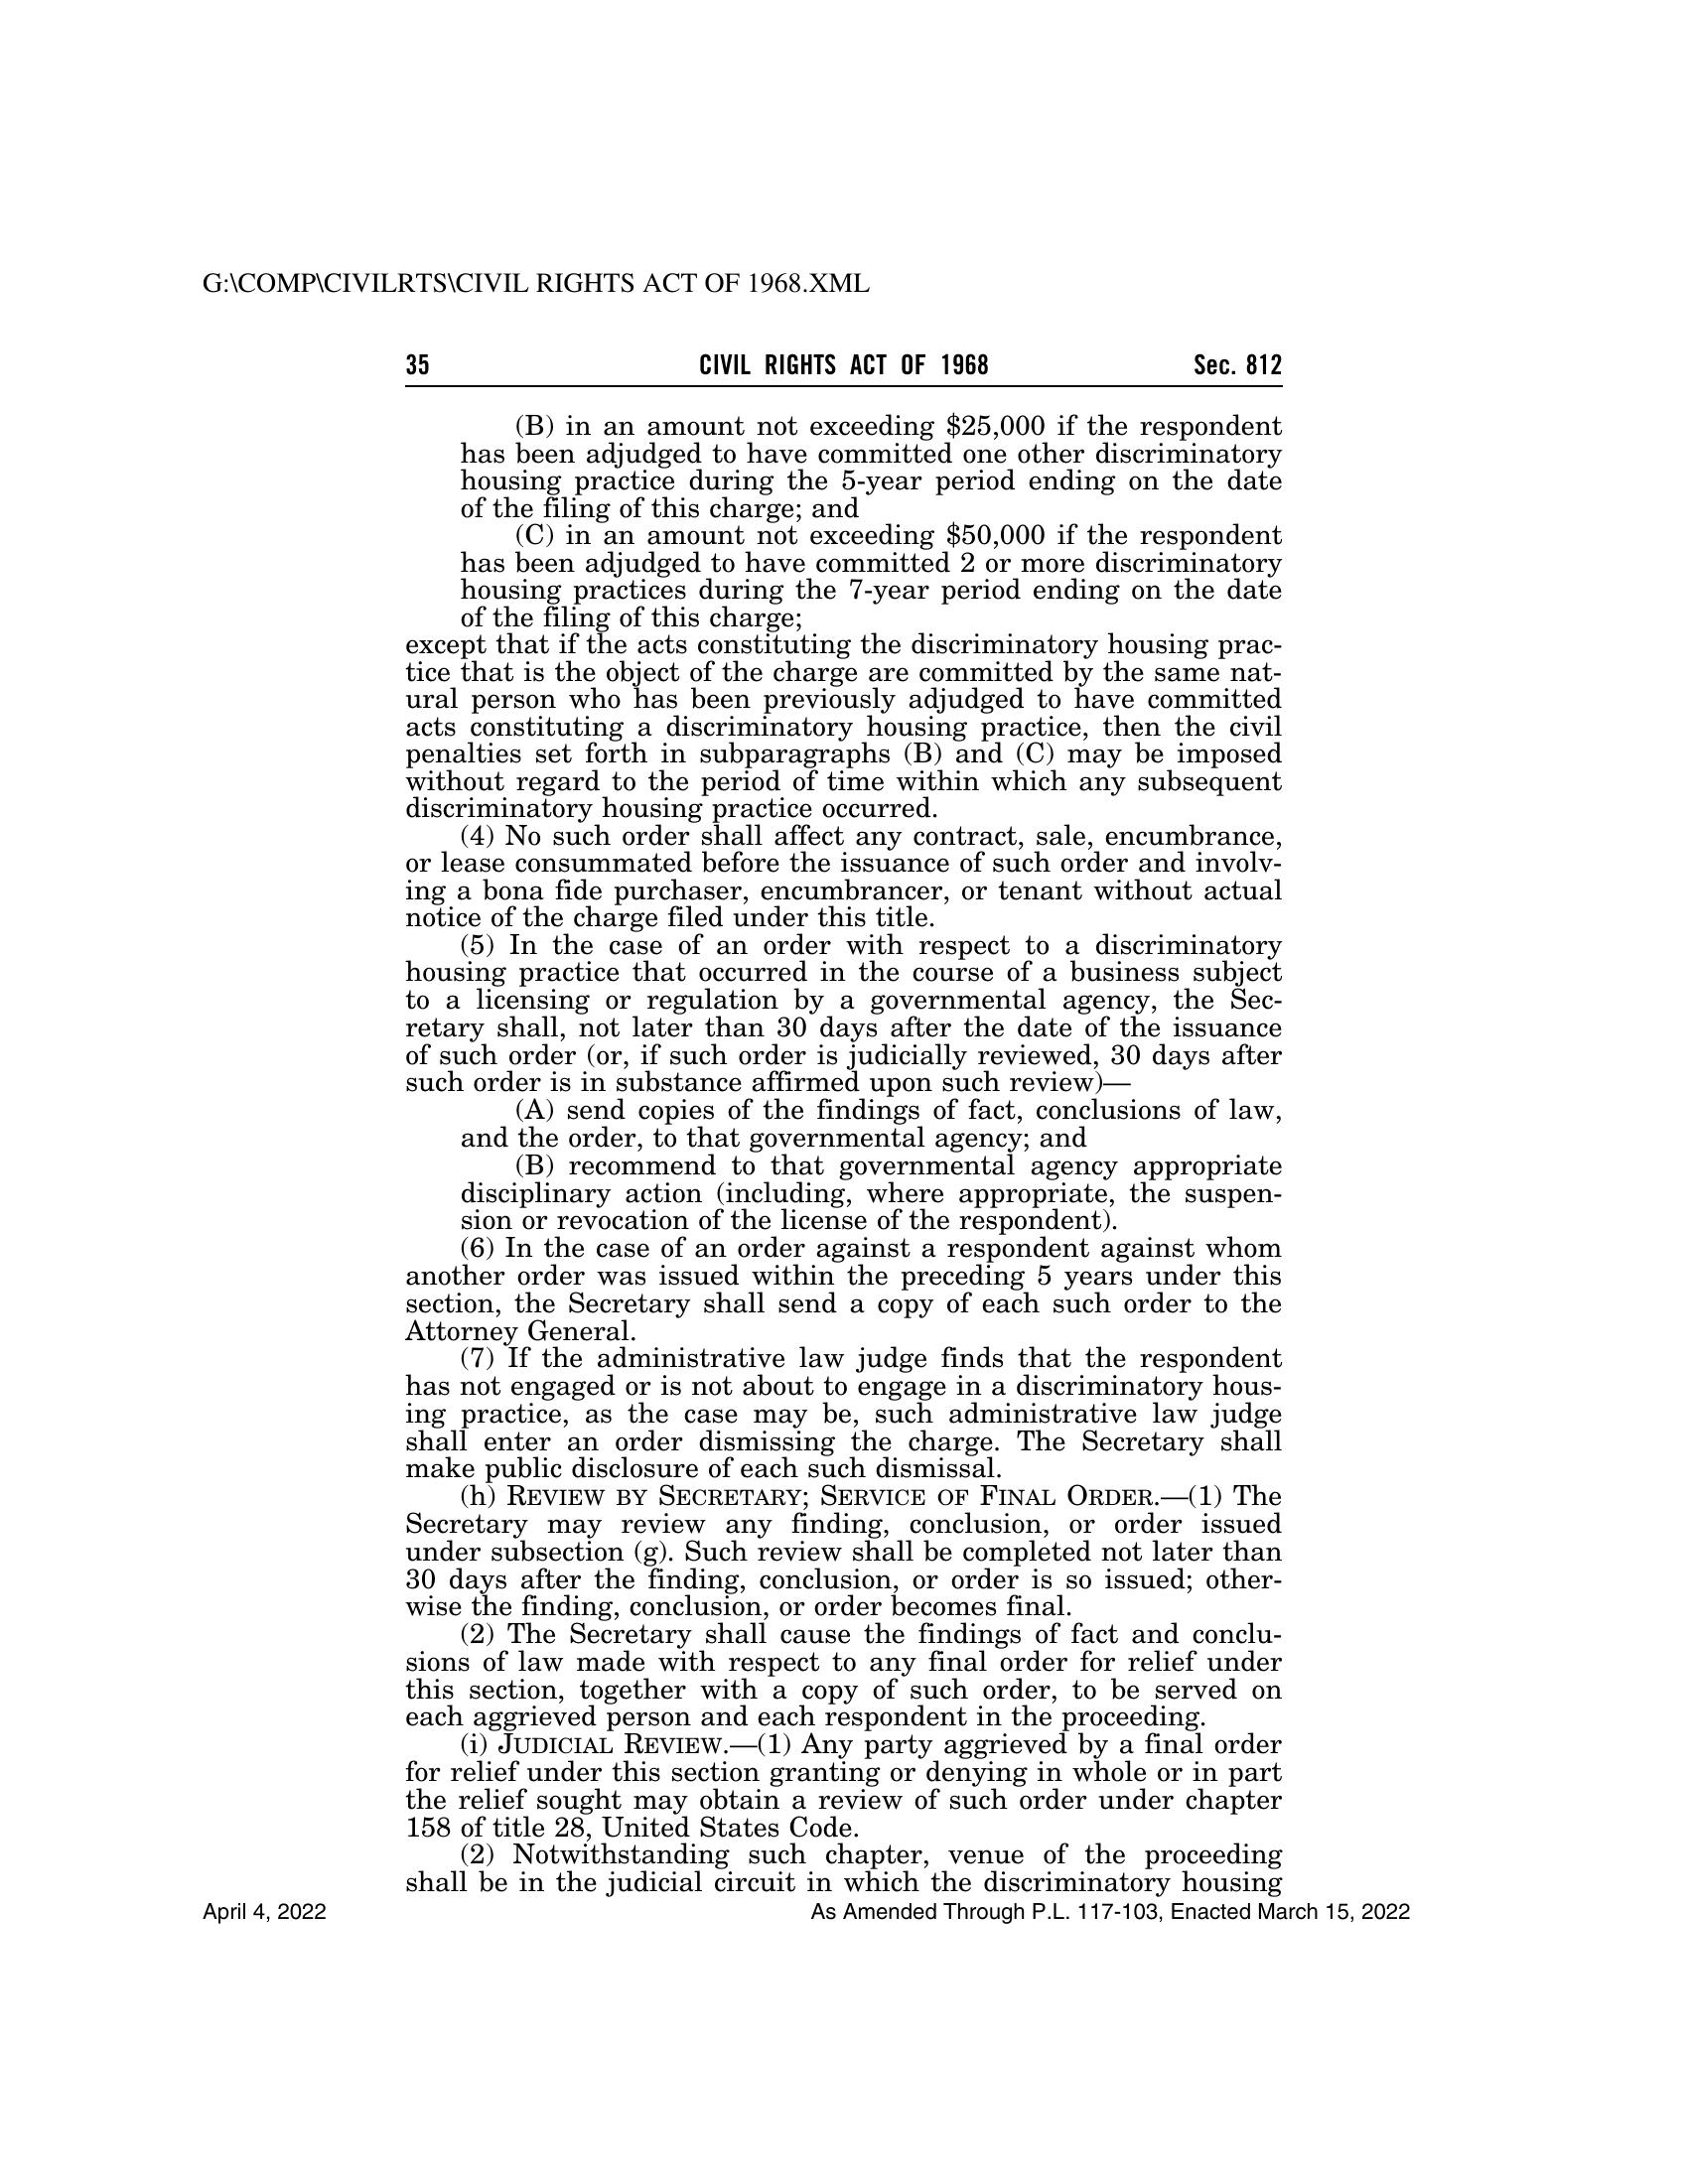 G:\COMP\CIVILRTS\CIVIL RIGHTS ACT OF 1968.XML
35 CIVIL RIGHTS ACT OF 1968 Sec. 812
(B) in an amount not exceeding $25,000 if the respondent
has been adjudged to have committed one other discriminatory
housing practice during the 5-year period ending on the date
of the filing of this charge; and
(C) in an amount not exceeding $50,000 if the respondent
has been adjudged to have committed 2 or more discriminatory
housing practices during the 7-year period ending on the date
of the filing of this charge;
except that if the acts constituting the discriminatory housing prac-
tice that is the object of the charge are committed by the same nat-
ural person who has been previously adjudged to have committed
acts constituting a discriminatory housing practice, then the civil
penalties set forth in subparagraphs (B) and (C) may be imposed
without regard to the period of time within which any subsequent
discriminatory housing practice occurred.
(4) No such order shall affect any contract, sale, encumbrance,
or lease consummated before the issuance of such order and involv-
ing a bona fide purchaser, encumbrancer, or tenant without actual
notice of the charge filed under this title.
(5) In the case of an order with respect to a discriminatory
housing practice that occurred in the course of a business subject
to a licensing or regulation by a governmental agency, the Sec-
retary shall, not later than 30 days after the date of the issuance
of such order (or, if such order is judicially reviewed, 30 days after
such order is in substance affirmed upon such review)—
(A) send copies of the findings of fact, conclusions of law,
and the order, to that governmental agency; and
(B) recommend to that governmental agency appropriate
disciplinary action (including, where appropriate, the suspen-
sion or revocation of the license of the respondent).
(6) In the case of an order against a respondent against whom
another order was issued within the preceding 5 years under this
section, the Secretary shall send a copy of each such order to the
Attorney General.
(7) If the administrative law judge finds that the respondent
has not engaged or is not about to engage in a discriminatory hous-
ing practice, as the case may be, such administrative law judge
shall enter an order dismissing the charge. The Secretary shall
make public disclosure of each such dismissal.
(h) REVIEW BY SECRETARY; SERVICE OF FINAL ORDER.—(1) The
Secretary may review any finding, conclusion, or order issued
under subsection (g). Such review shall be completed not later than
30 days after the finding, conclusion, or order is so issued; other-
wise the finding, conclusion, or order becomes final.
(2) The Secretary shall cause the findings of fact and conclu-
sions of law made with respect to any final order for relief under
this section, together with a copy of such order, to be served on
each aggrieved person and each respondent in the proceeding.
(i) JUDICIAL REVIEW.—(1) Any party aggrieved by a final order
for relief under this section granting or denying in whole or in part
the relief sought may obtain a review of such order under chapter
158 of title 28, United States Code.
(2) Notwithstanding such chapter, venue of the proceeding
shall be in the judicial circuit in which the discriminatory housing
April 4, 2022 As Amended Through P.L. 117-103, Enacted March 15, 2022